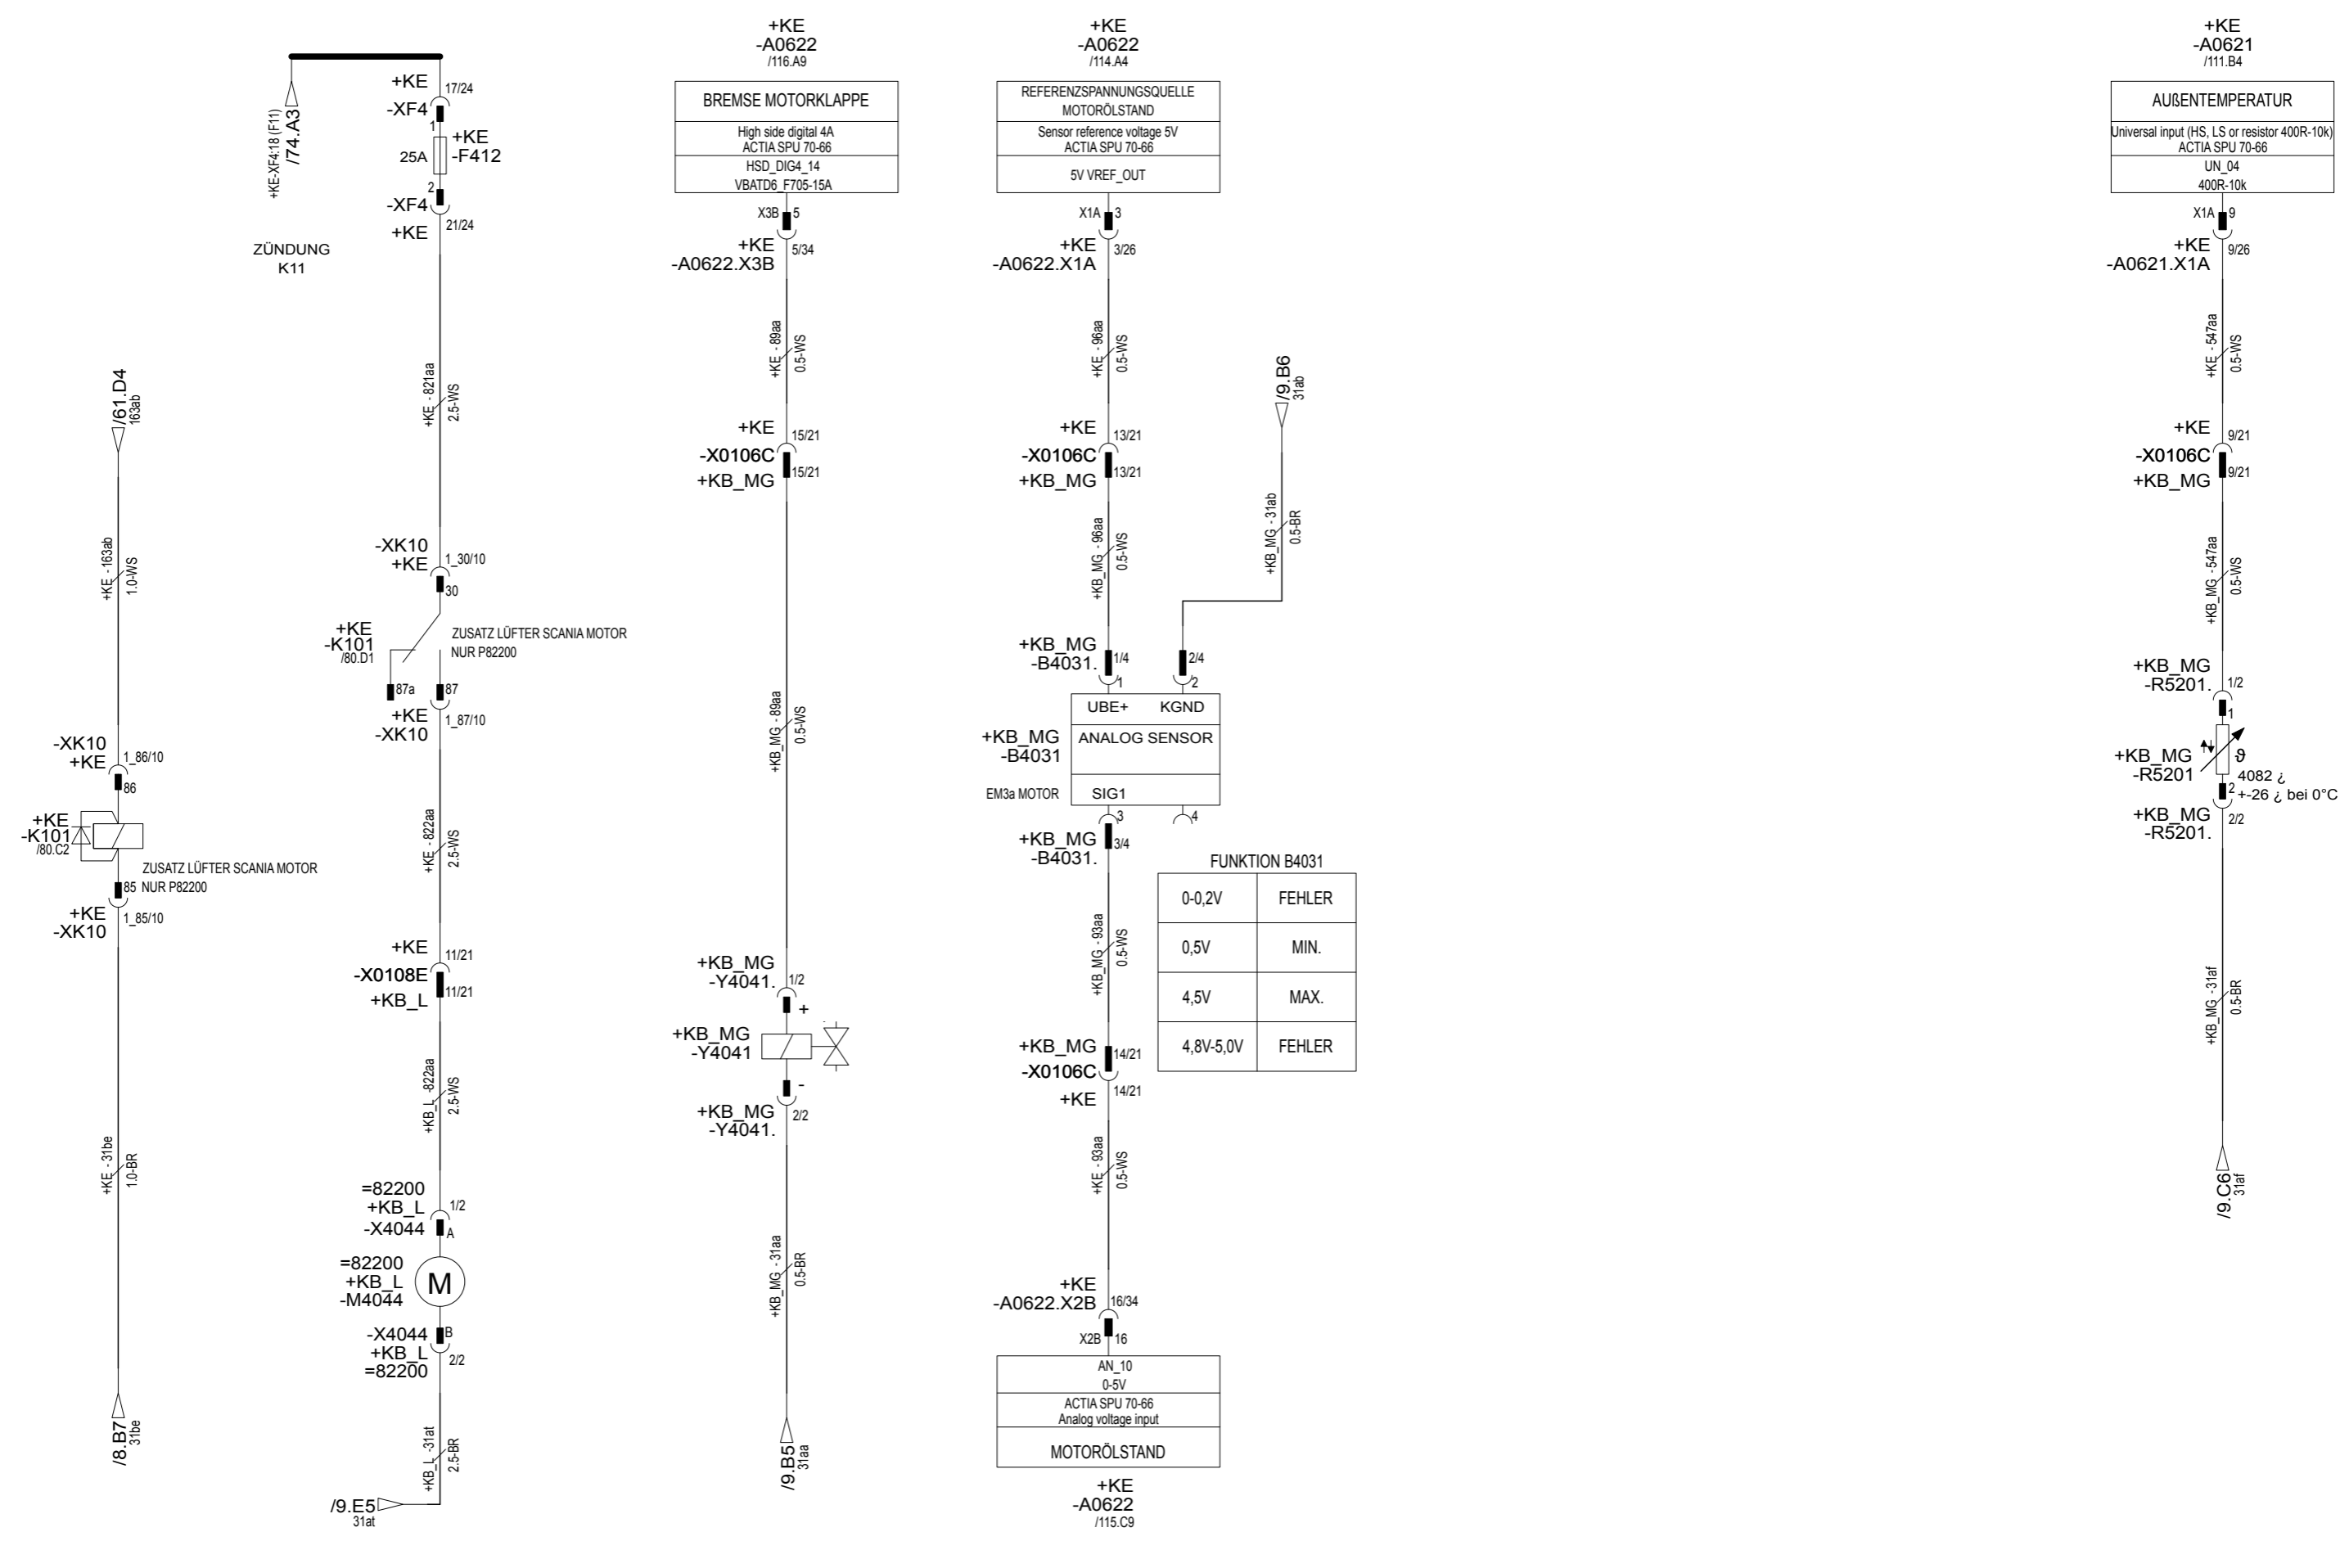 /61.D4
163ab
+KE - 163ab
1.0-WS
-XK10
+KE
1_86/10
86
+KE
-K101
/80.C2
ZUSATZ LÜFTER SCANIA MOTOR
NUR P82200
85
+KE
-XK10
1_85/10
+KE - 31be
1.0-BR
/8.B7
31be
+KE-XF4:18 (F11)
/74.A3
ZÜNDUNG
K11
+KE
17/24
-XF4
1
25A
+KE
-F412
2
-XF4
+KE
21/24
+KE - 821aa
2.5-WS
-XK10
+KE
1_30/10
30
+KE
-K101
/80.D1
ZUSATZ LÜFTER SCANIA MOTOR
NUR P82200
87a
87
+KE
-XK10
1_87/10
+KE - 822aa
2.5-WS
+KE
11/21
-X0108E
11/21
+KB_L
+KB_L -822aa
2.5-WS
=82200
+KB_L
-X4044
1/2
A
=82200
+KB_L
-M4044
M
-X4044
+KB_L
=82200
B
2/2
+KB_L -31at
2.5-BR
/9.E5
31at
+KE
-A0622
/116.A9
BREMSE MOTORKLAPPE
High side digital 4A
ACTIA SPU 70-66
HSD_DIG4_14
VBATD6_F705-15A
X3B
5
+KE
-A0622.X3B
5/34
+KE - 89aa
0.5-WS
+KE
15/21
-X0106C
15/21
+KB_MG
+KB_MG - 89aa
0.5-WS
+KB_MG
-Y4041.
1/2
+
+KB_MG
-Y4041
-
+KB_MG
-Y4041.
2/2
+KB_MG - 31aa
0.5-BR
/9.B5
31aa
+KE
-A0622
/114.A4
REFERENZSPANNUNGSQUELLE
MOTORÖLSTAND
Sensor reference voltage 5V
ACTIA SPU 70-66
5V VREF_OUT
X1A
3
+KE
-A0622.X1A
3/26
+KE - 96aa
0.5-WS
+KE
13/21
-X0106C
13/21
+KB_MG
+KB_MG - 96aa
0.5-WS
/9.B6
31ab
+KB_MG - 31ab
0.5-BR
+KB_MG
-B4031.
1/4
2/4
1
2
UBE+
KGND
+KB_MG
-B4031
ANALOG SENSOR
EM3a MOTOR
SIG1
3
4
+KB_MG
-B4031.
3/4
+KB_MG - 93aa
0.5-WS
FUNKTION B4031
0-0,2V FEHLER
0,5V MIN.
4,5V MAX.
4,8V-5,0V FEHLER
+KB_MG
14/21
-X0106C
14/21
+KE
+KE - 93aa
0.5-WS
+KE
-A0622.X2B
16/34
X2B
16
AN_10
0-5V
ACTIA SPU 70-66
Analog voltage input
MOTORÖLSTAND
+KE
-A0622
/115.C9
+KE
-A0621
/111.B4
AUßENTEMPERATUR
Universal input (HS, LS or resistor 400R-10k)
ACTIA SPU 70-66
UN_04
400R-10k
X1A
9
+KE
-A0621.X1A
9/26
+KE - 547aa
0.5-WS
+KE
9/21
-X0106C
9/21
+KB_MG
+KB_MG - 547aa
0.5-WS
+KB_MG
-R5201.
1/2
1
+KB_MG
-R5201
ϑ
4082 ¿
2
+-26 ¿ bei 0°C
+KB_MG
-R5201.
2/2
+KB_MG - 31af
0.5-BR
/9.C6
31af